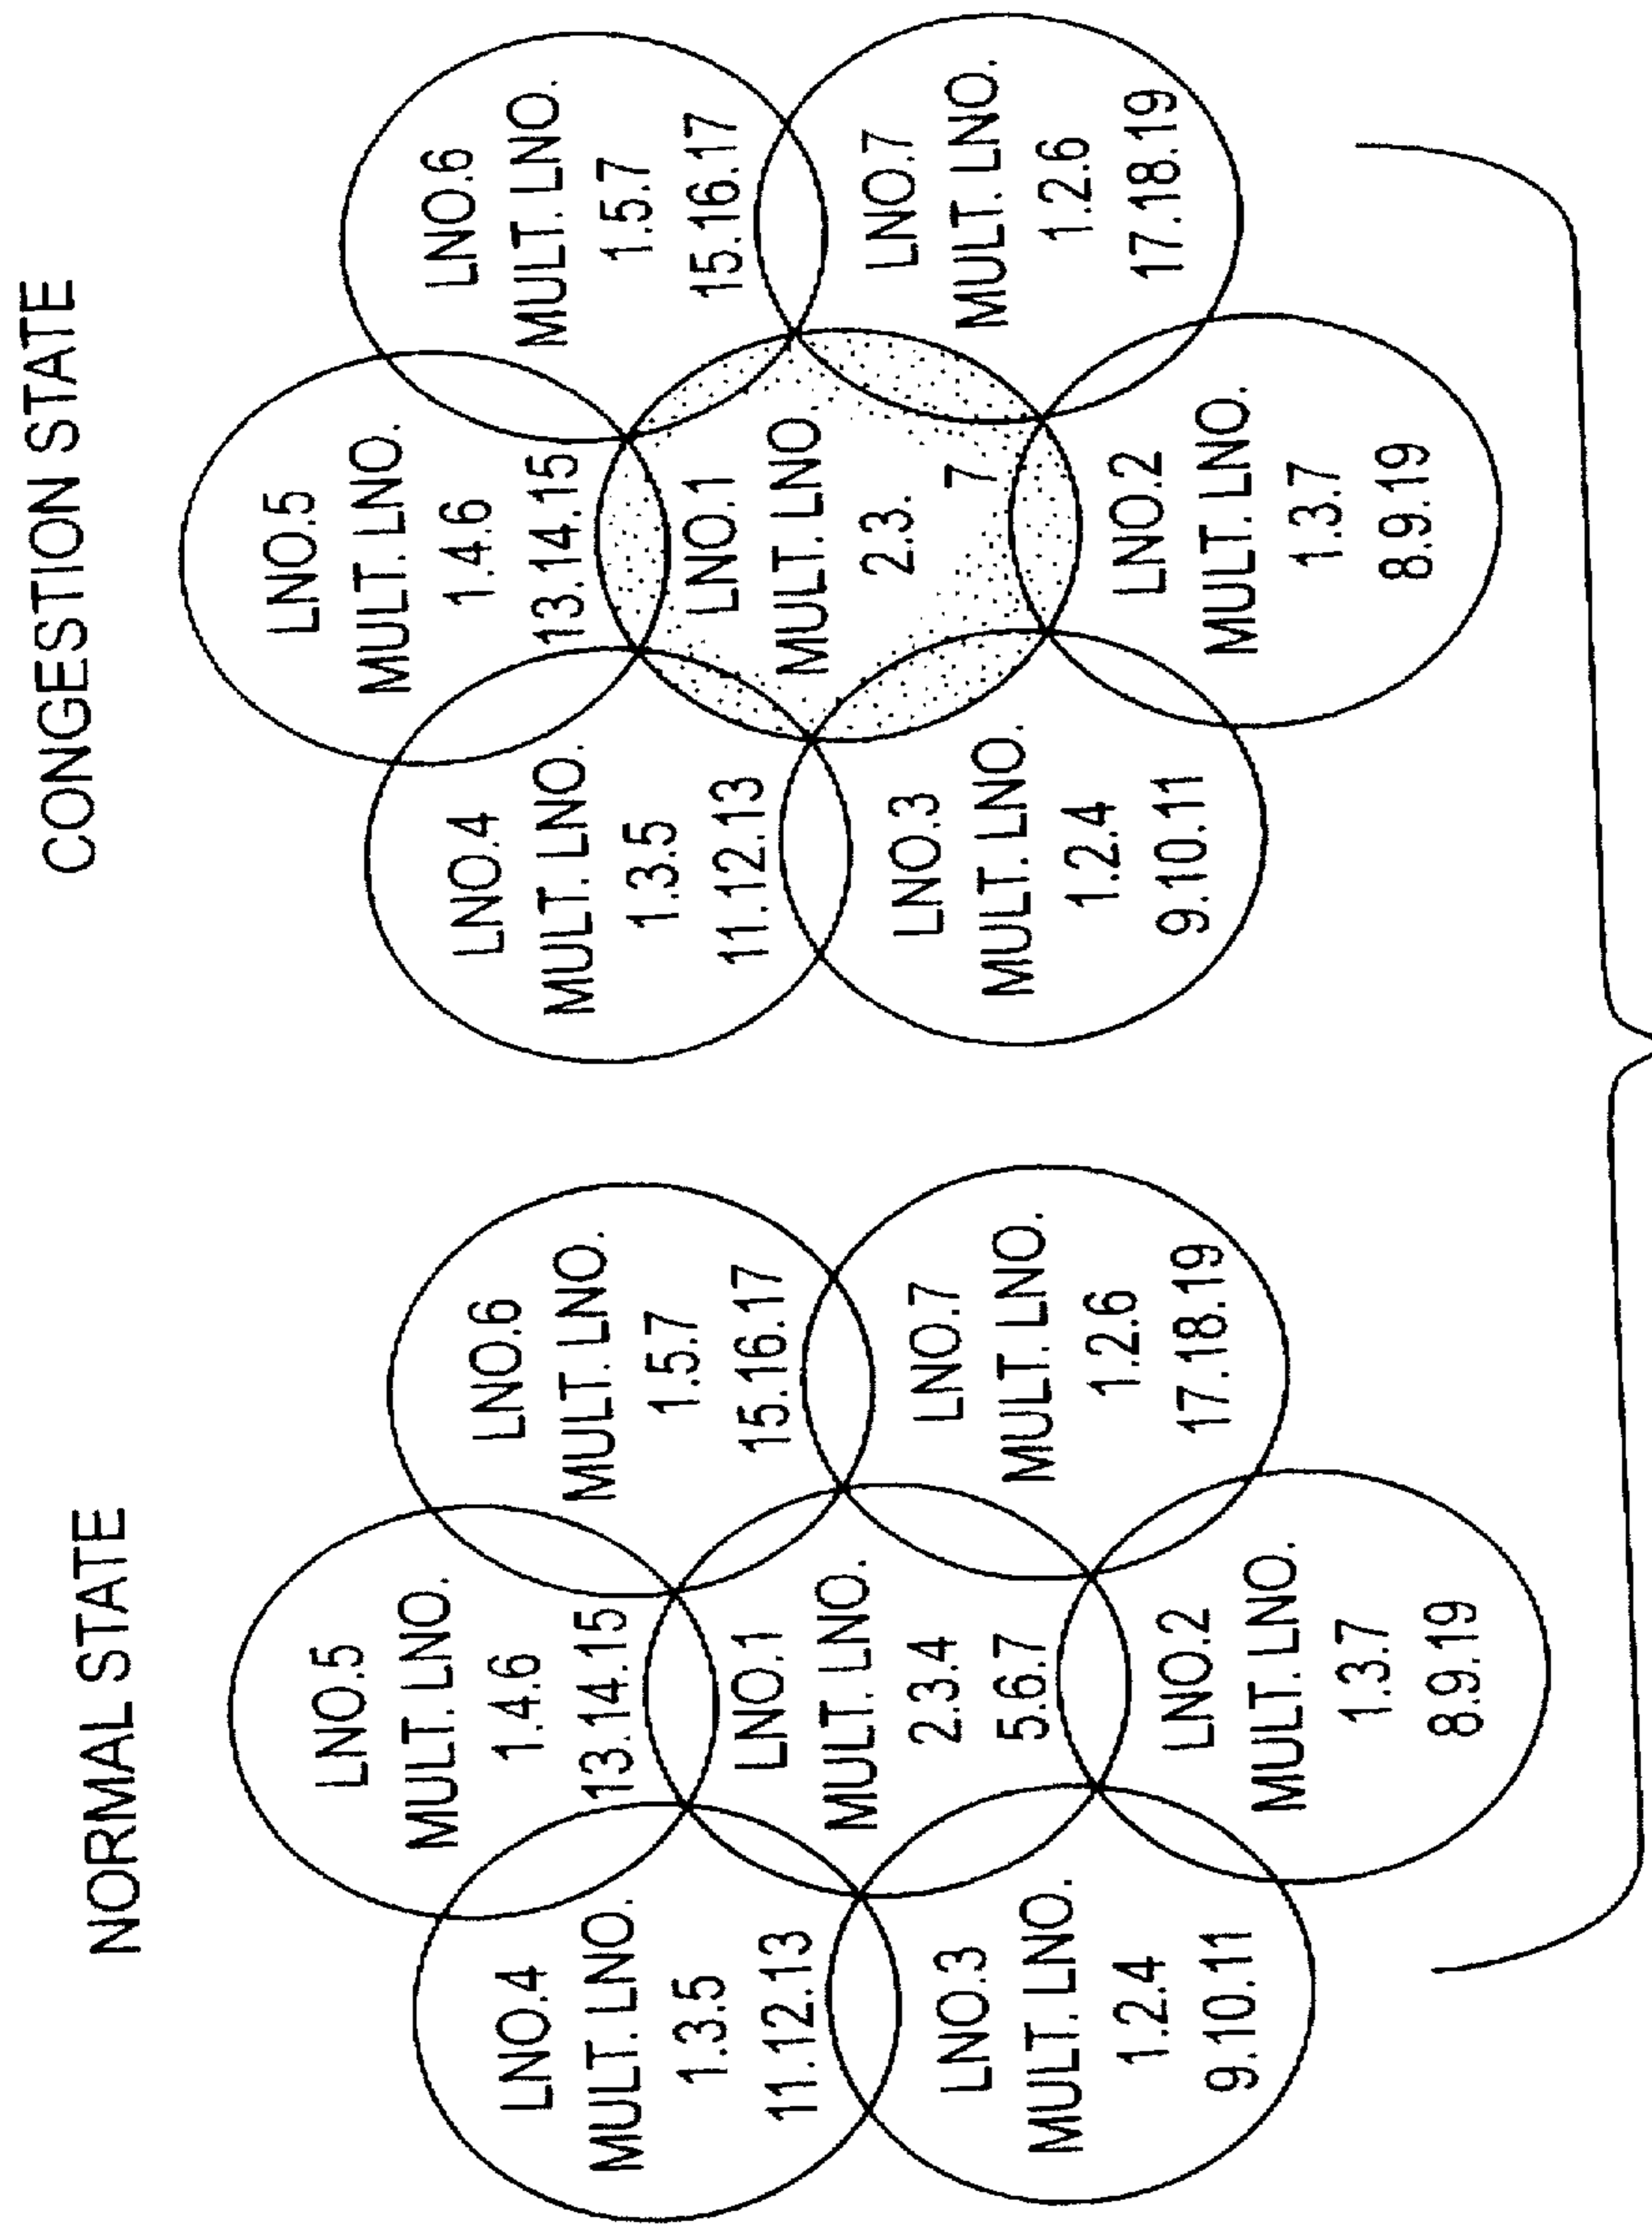 NORMAL STATE
LNO.5
MULT. LNO.
1.4.6
13.14.15
LNO.4
MULT. LNO.
1.3.5
11.12.13
LNO.6
MULT. LNO.
1.5.7
15.16.17
LNO.1
MULT. LNO.
2.3.4
5.6.7
LNO.3
MULT. LNO.
1.2.4
9.10.11
LNO.7
MULT. LNO.
1.2.6
17.18.19
LNO.2
MULT. LNO.
1.3.7
8.9.19
CONGESTION STATE
LNO.5
MULT. LNO.
1.4.6
13.14.15
LNO.4
MULT. LNO.
1.3.5
11.12.13
LNO.6
MULT. LNO.
1.5.7
15.16.17
LNO.1
MULT. LNO
2.3.
7
LNO.3
MULT. LNO.
1.2.4
9.10.11
LNO.7
MULT. LNO.
1.2.6
17.18.19
LNO.2
MULT. LNO.
1.3.7
8.9.19